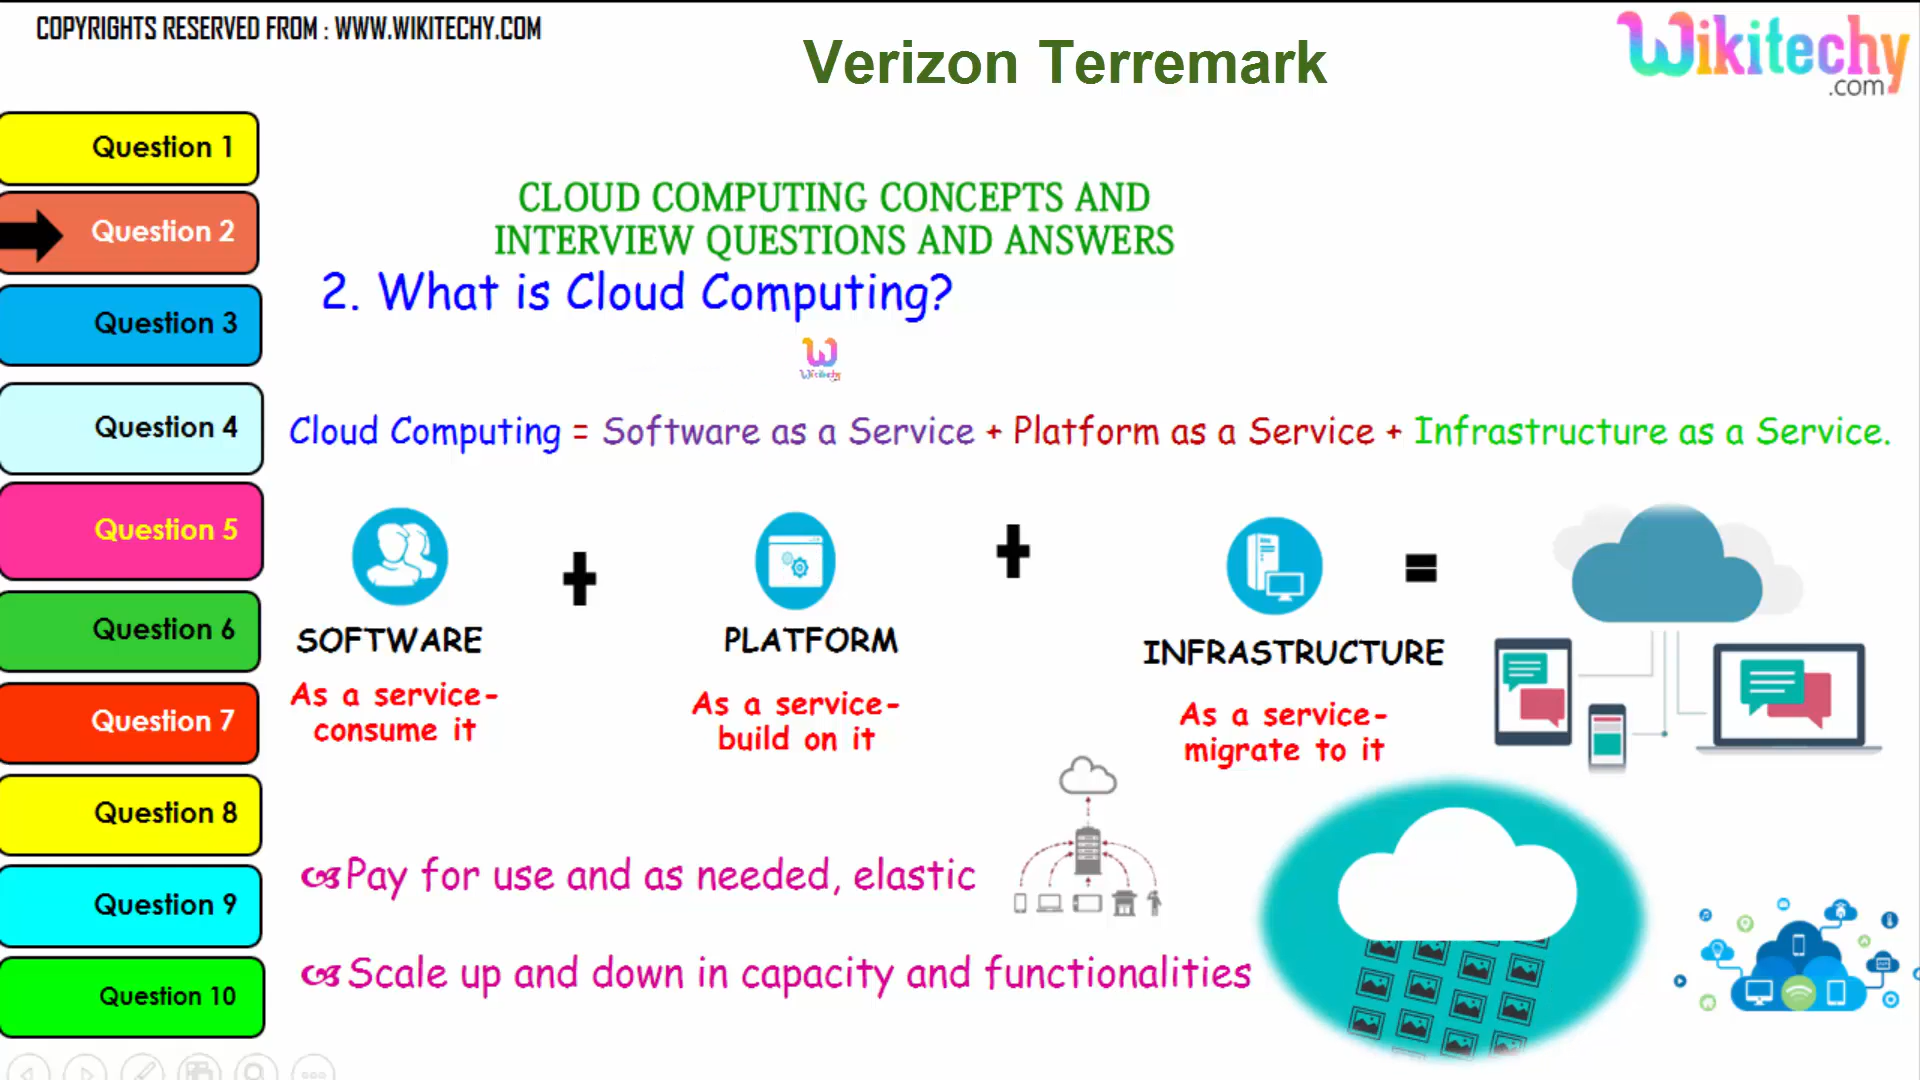 COPYRIGHTS RESERVED FROM : WWW.WIKITECHY.COM
Verizon Terremark
Wikitechy
.com
Question 1
Question 2
Question 3
Question 4
Question 5
Question 6
Question 7
Question 8
Question 9
Question 10
CLOUD COMPUTING CONCEPTS AND
INTERVIEW QUESTIONS AND ANSWERS
2. What is Cloud Computing?
W
Wikitechy
Cloud Computing = Software as a Service + Platform as a Service + Infrastructure as a Service.
SOFTWARE
As a service-
consume it
PLATFORM
As a service-
build on it
INFRASTRUCTURE
As a service-
migrate to it
Pay for use and as needed, elastic
Scale up and down in capacity and functionalities